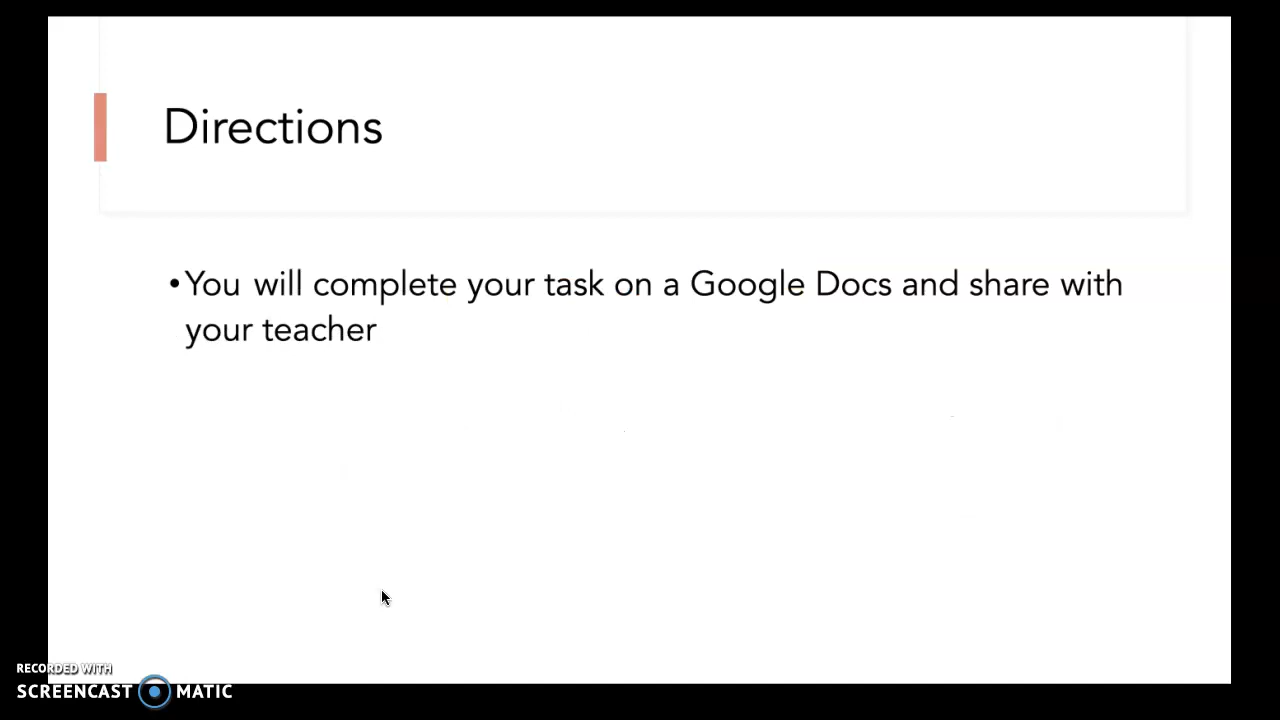 Directions
•You will complete your task on a Google Docs and share with
your teacher
RECORDED WITH
SCREENCAST MATIC